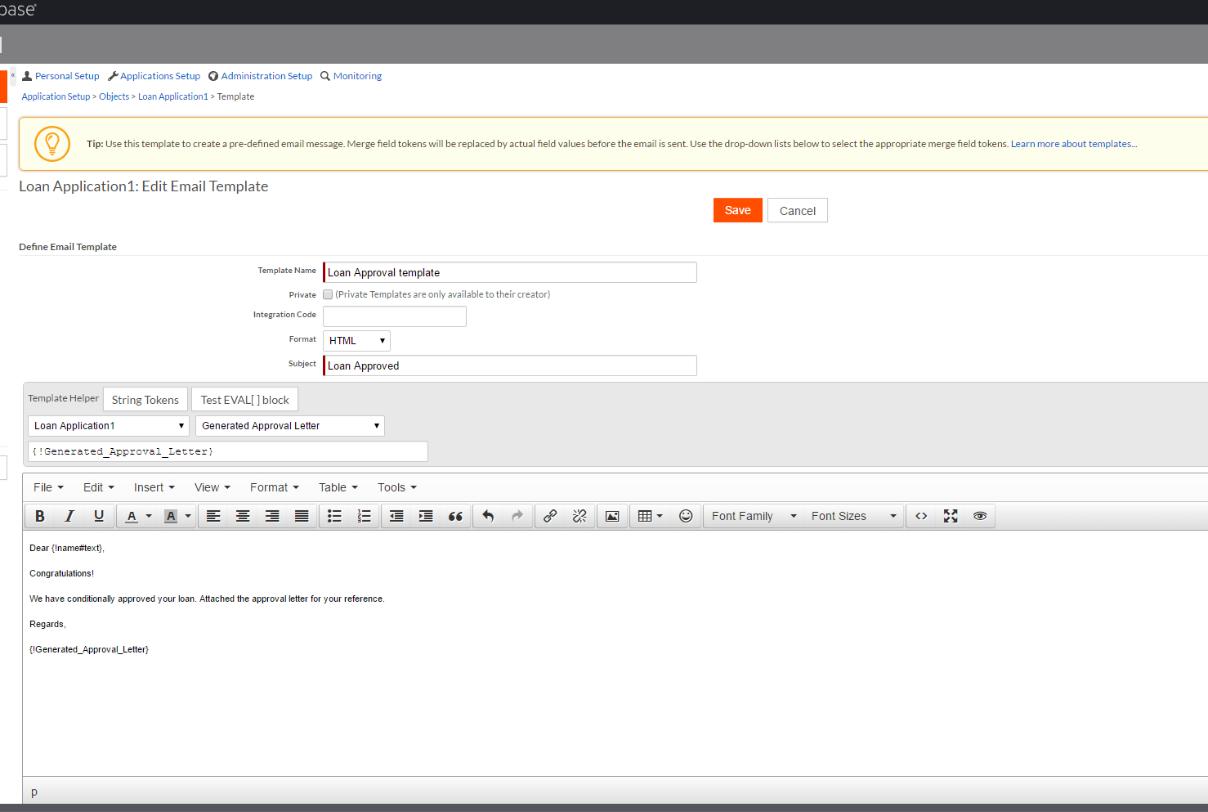 base
« Personal Setup Applications Setup Administration Setup Monitoring
Application Setup > Objects > Loan Application1 > Template
Tip: Use this template to create a pre-defined email message. Merge field tokens will be replaced by actual field values before the email is sent. Use the drop-down lists below to select the appropriate merge field tokens. Learn more about templates...
Loan Application1: Edit Email Template
Save Cancel
Define Email Template
Template Name Loan Approval template
Private (Private Templates are only available to their creator)
Integration Code
Format HTML
Subject Loan Approved
Template Helper String Tokens Test EVAL[ ] block
Loan Application1 Generated Approval Letter
{!Generated_Approval_Letter}
File Edit Insert View Format Table Tools
B I U A A Font Family Font Sizes
Dear {!name#text},
Congratulations!
We have conditionally approved your loan. Attached the approval letter for your reference.
Regards,
{!Generated_Approval_Letter}
p